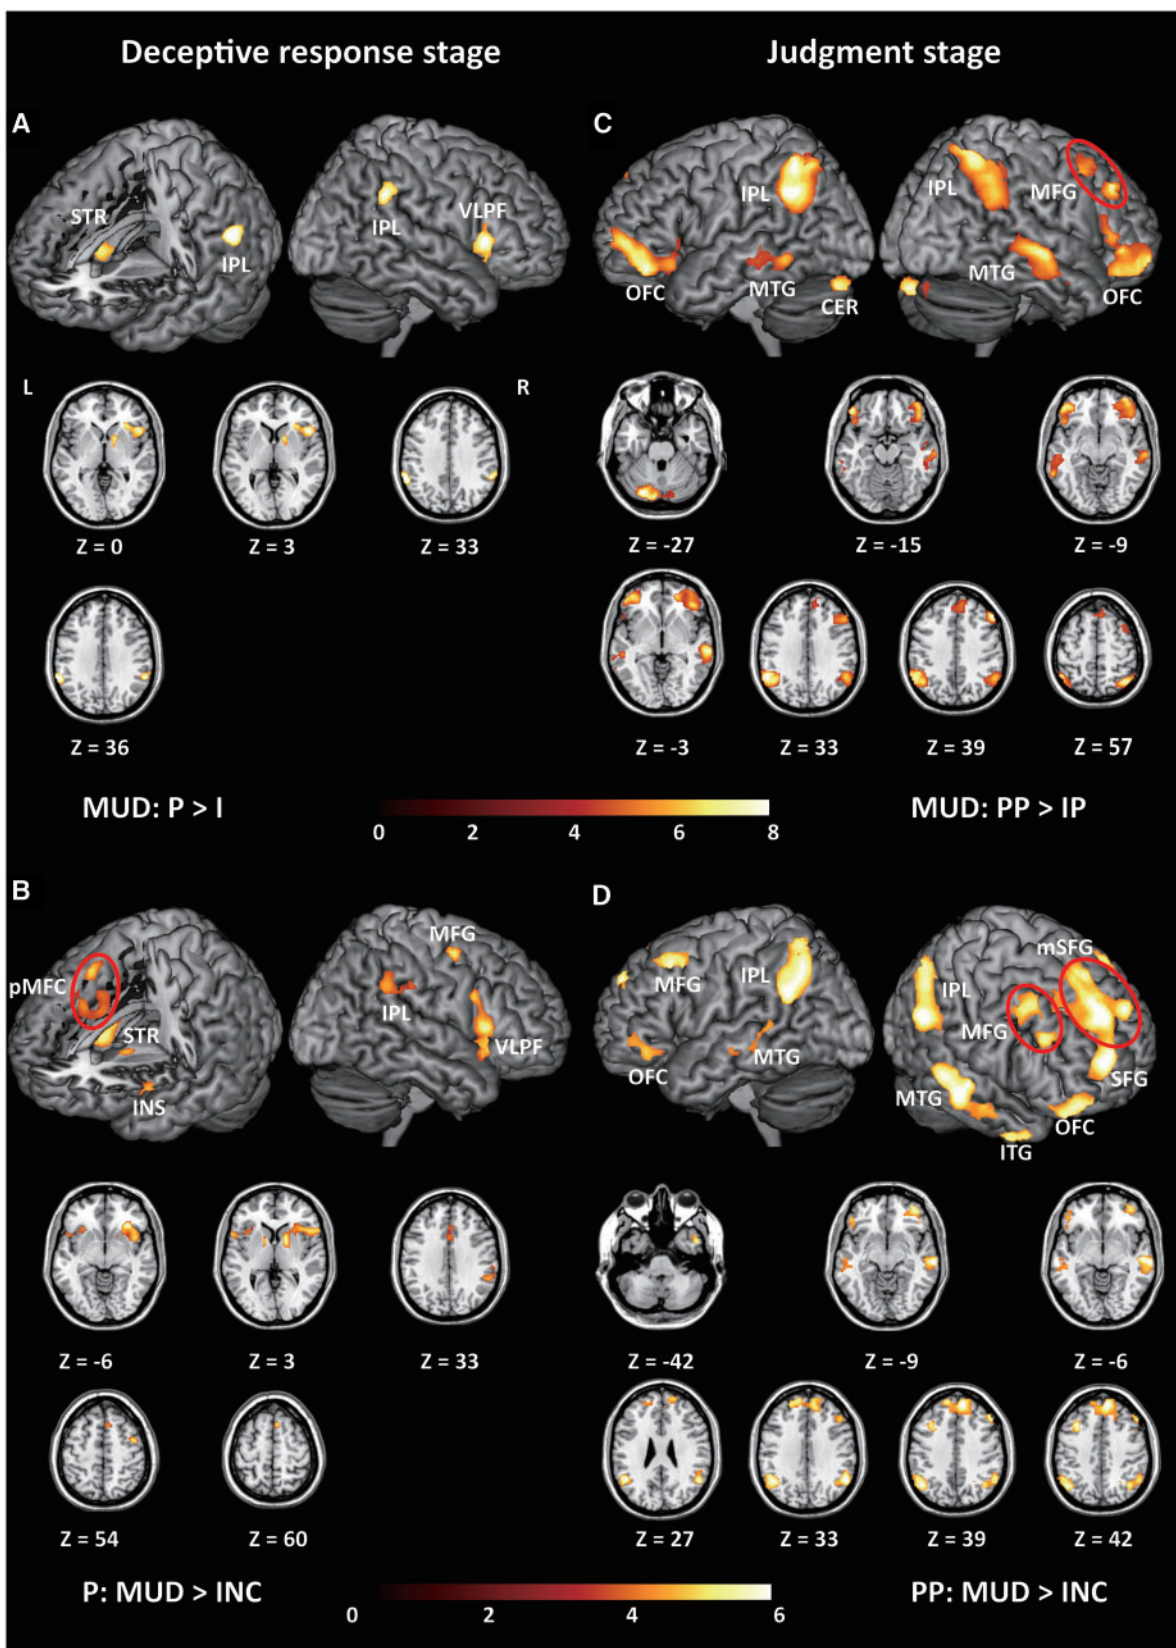 Deceptive response stage
Judgment stage
A
STR
IPL
IPL
VLPF
C
IPL
OFC
MTG
CER
IPL
MFG
MTG
OFC
L
R
Z = 0
Z = 3
Z = 33
Z = -27
Z = -15
Z = -9
Z = 36
Z = -3
Z = 33
Z = 39
Z = 57
MUD: P > I
0 2 4 6 8
MUD: PP > IP
B
pMFC
STR
INS
MFG
IPL
VLPF
D
MFG
IPL
OFC
MTG
mSFG
IPL
MFG
SFG
MTG
OFC
ITG
Z = -6
Z = 3
Z = 33
Z = -42
Z = -9
Z = -6
Z = 54
Z = 60
Z = 27
Z = 33
Z = 39
Z = 42
P: MUD > INC
0 2 4 6
PP: MUD > INC